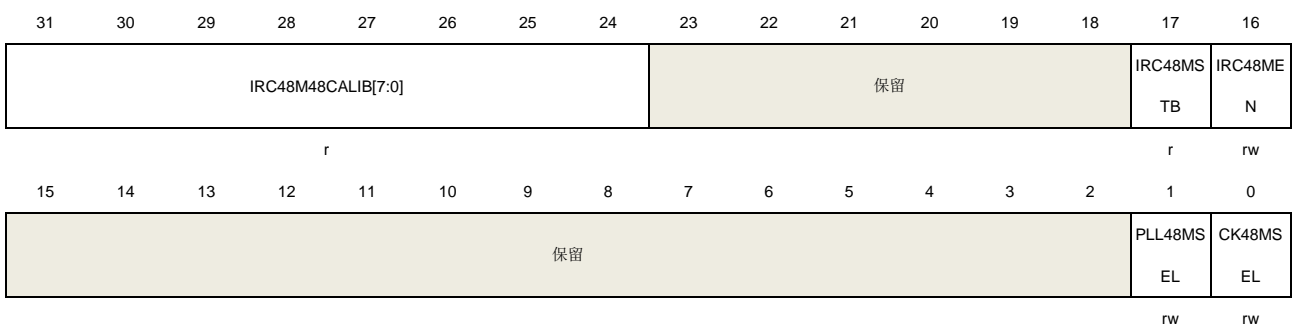 31 30 29 28 27 26 25 24 23 22 21 20 19 18 17 16
IRC48M48CALIB[7:0] 保留 IRC48MS IRC48ME
TB N
r r rw
15 14 13 12 11 10 9 8 7 6 5 4 3 2 1 0
保留 PLL48MS CK48MS
EL EL
rw rw